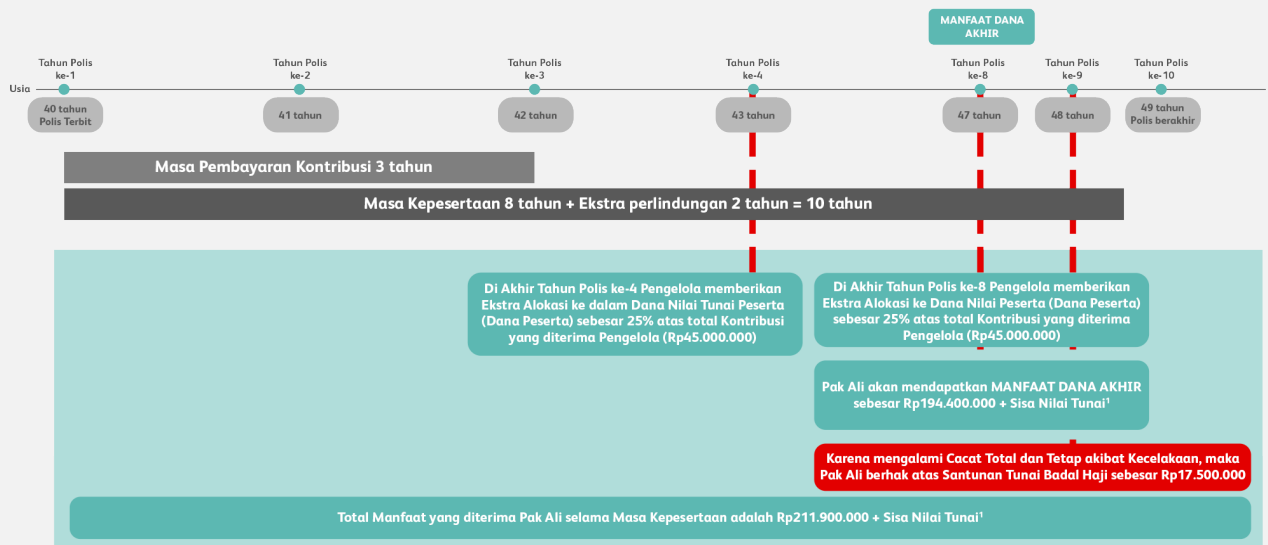 MANFAAT DANA
AKHIR
Tahun Polis
ke-1
Tahun Polis
ke-2
Tahun Polis
ke-3
Tahun Polis
ke-4
Tahun Polis
ke-8
Tahun Polis
ke-9
Tahun Polis
ke-10
Usia
40 tahun
Polis Terbit
41 tahun
42 tahun
43 tahun
47 tahun
48 tahun
49 tahun
Polis berakhir
Masa Pembayaran Kontribusi 3 tahun
Masa Kepesertaan 8 tahun + Ekstra perlindungan 2 tahun = 10 tahun
Di Akhir Tahun Polis ke-4 Pengelola memberikan
Ekstra Alokasi ke dalam Dana Nilai Tunai Peserta
(Dana Peserta) sebesar 25% atas total Kontribusi
yang diterima Pengelola (Rp45.000.000)
Di Akhir Tahun Polis ke-8 Pengelola memberikan
Ekstra Alokasi ke Dana Nilai Peserta (Dana Peserta)
sebesar 25% atas total Kontribusi yang diterima
Pengelola (Rp45.000.000)
Pak Ali akan mendapatkan MANFAAT DANA AKHIR
sebesar Rp194.400.000 + Sisa Nilai Tunai¹
Karena mengalami Cacat Total dan Tetap akibat Kecelakaan, maka
Pak Ali berhak atas Santunan Tunai Badal Haji sebesar Rp17.500.000
Total Manfaat yang diterima Pak Ali selama Masa Kepesertaan adalah Rp211.900.000 + Sisa Nilai Tunai¹